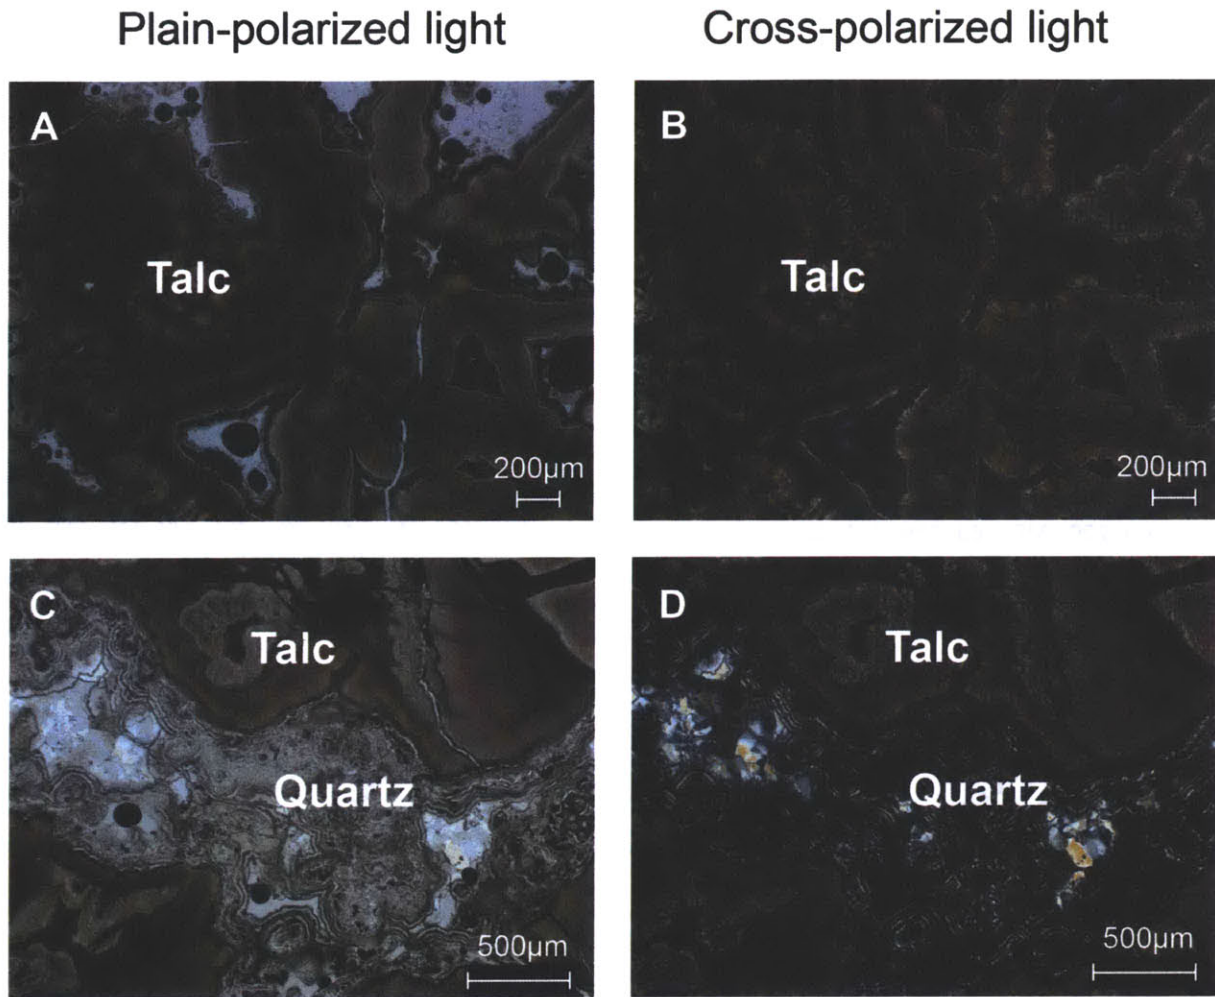 Plain-polarized light
Cross-polarized light
A
Talc
200µm
B
Talc
200µm
C
Talc
Quartz
500µm
D
Talc
Quartz
500µm